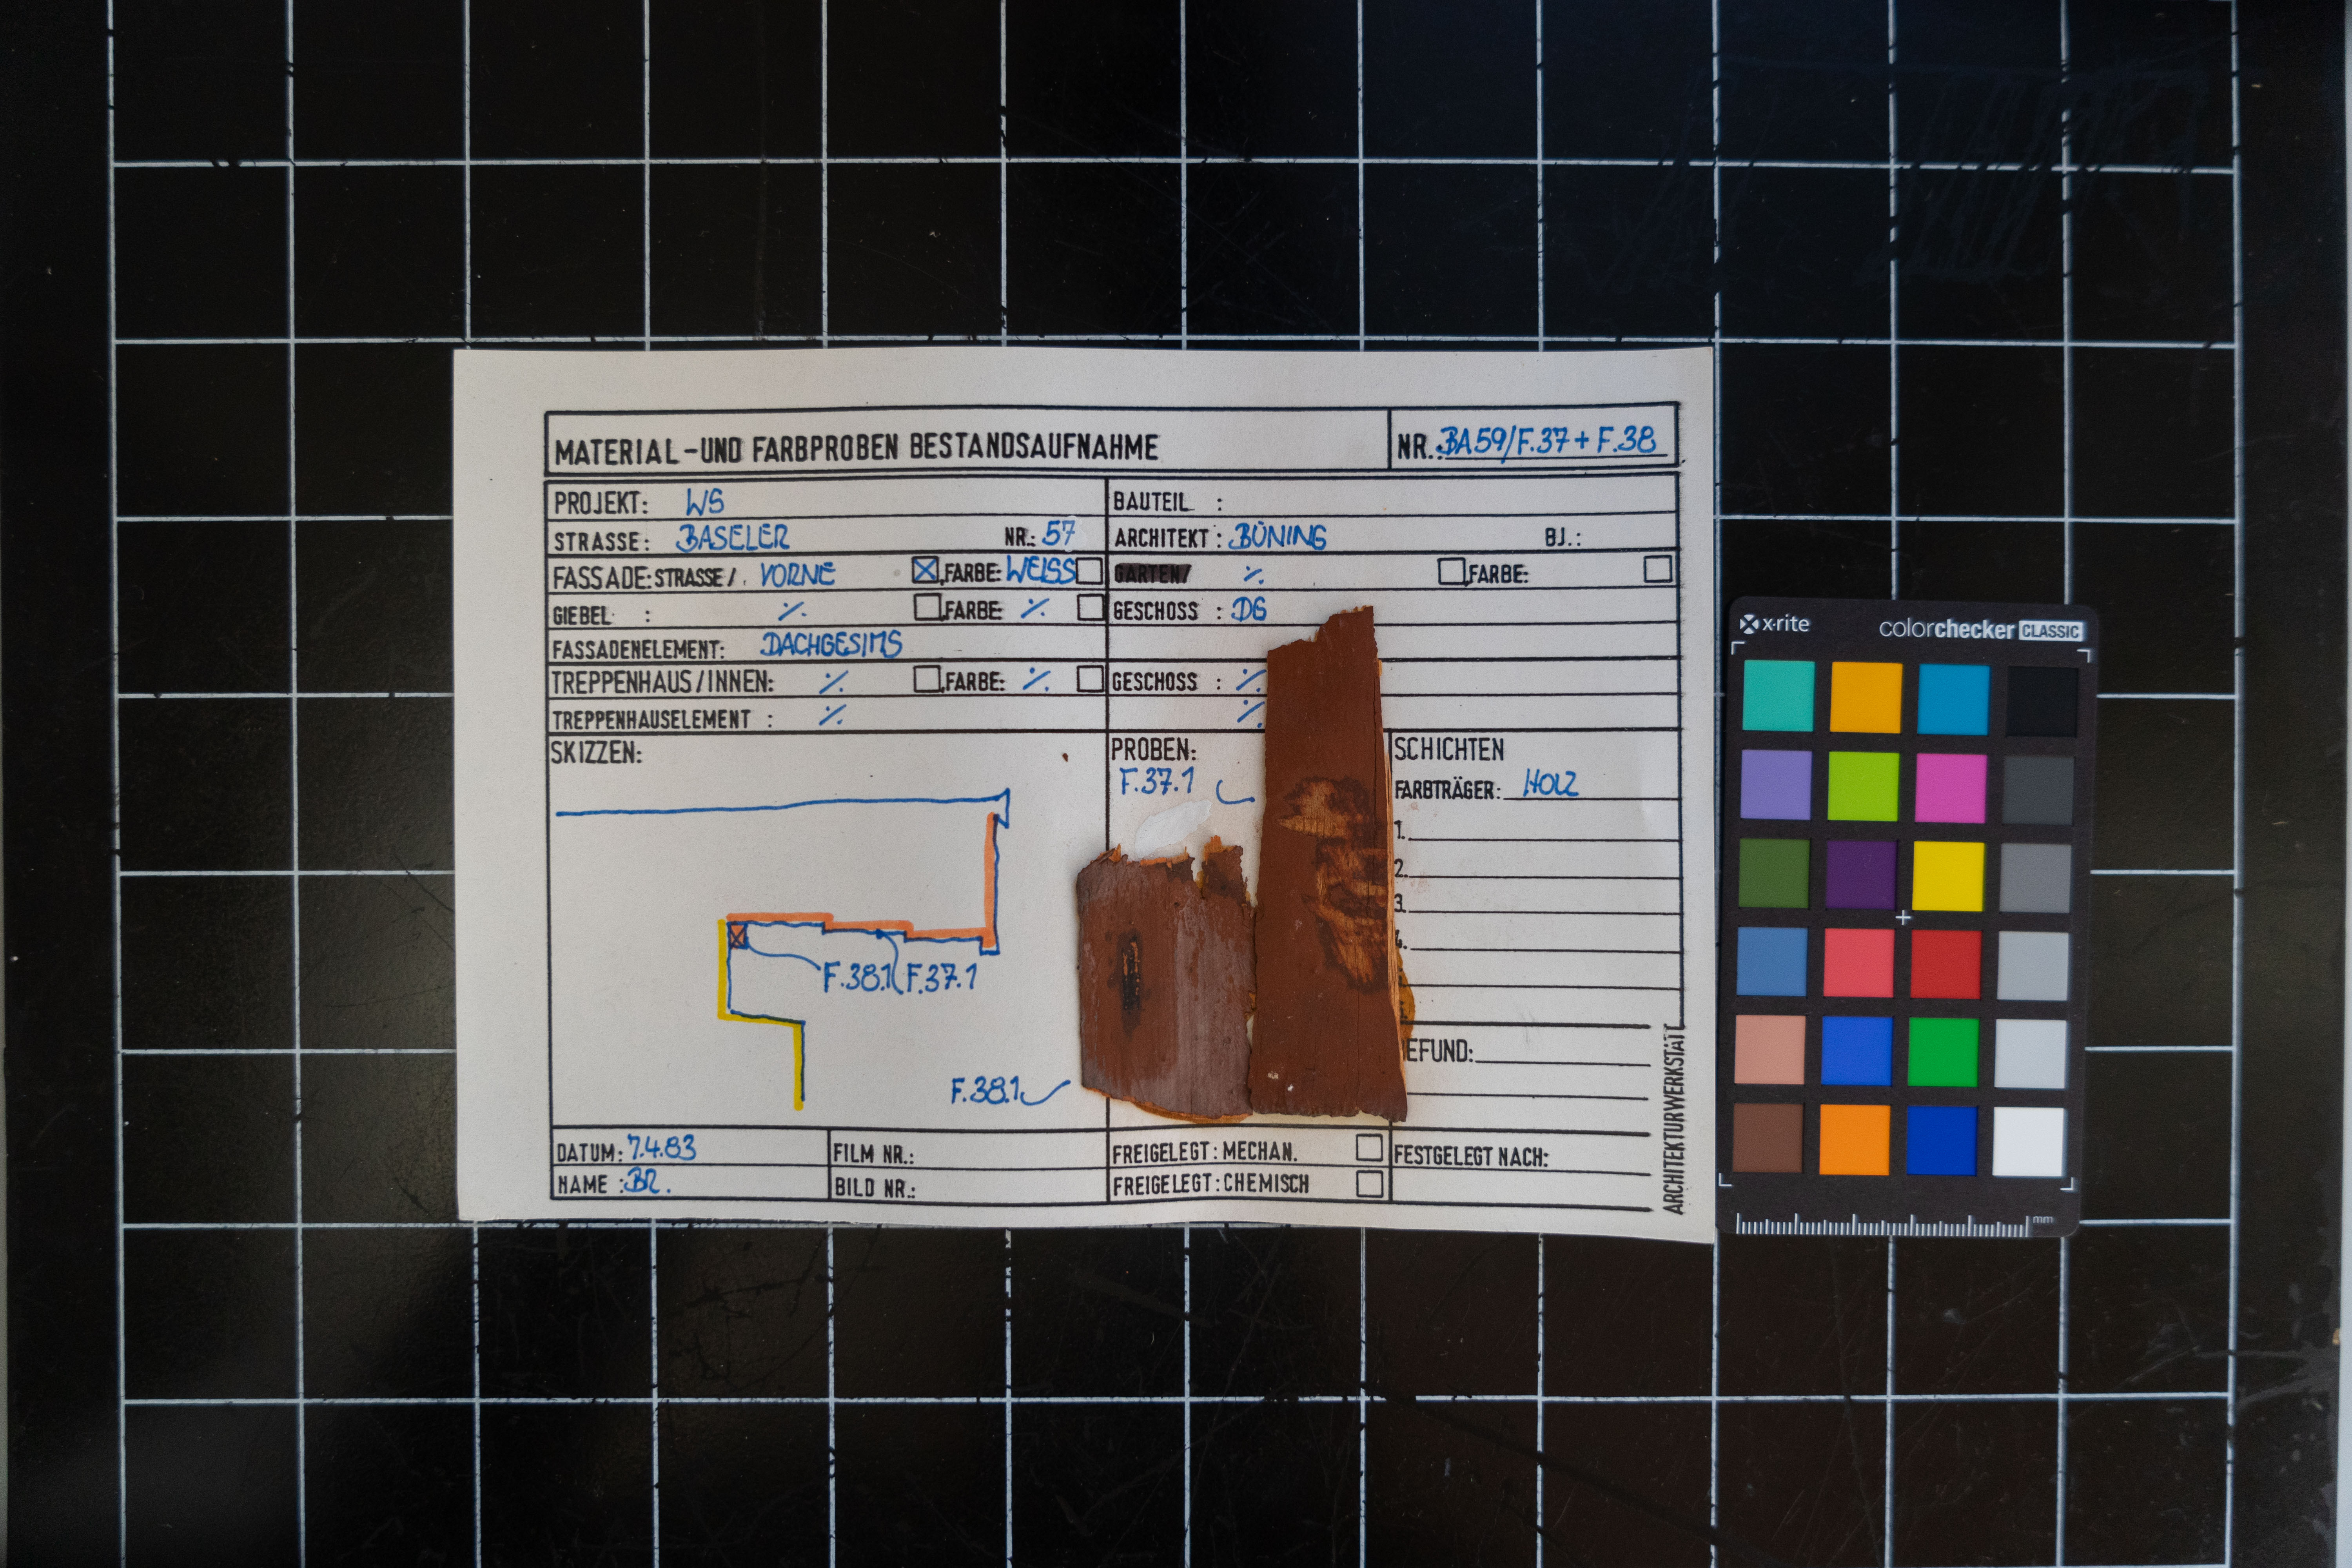 MATERIAL-UND FARBPROBEN BESTANDSAUFNAHME NR.: BA59/F.37 + F.38
PROJEKT: WS BAUTEIL :
STRASSE: BASELER NR.: 57 ARCHITEKT : BÜNING BJ.:
FASSADE: STRASSE/. VORNE FARBE: WEISS GARTEN/ ·/. FARBE:
GIEBEL : ·/. FARBE: ·/. GESCHOSS : DG
FASSADENELEMENT: DACHGESIMS
TREPPENHAUS/INNEN: ·/. FARBE: ·/. GESCHOSS : ·/.
TREPPENHAUSELEMENT : ·/. ·/.
SKIZZEN: PROBEN: SCHICHTEN
F.37.1 FARBTRÄGER: HOLZ
1.
2.
3.
F.38.1 F.37.1
EFUND:
F.38.1
ARCHITEKTURWERKSTATT
DATUM: 7.4.83 FILM NR.: FREIGELEGT: MECHAN. FESTGELEGT NACH:
NAME : BR. BILD NR.: FREIGELEGT: CHEMISCH
x·rite colorchecker CLASSIC
mm